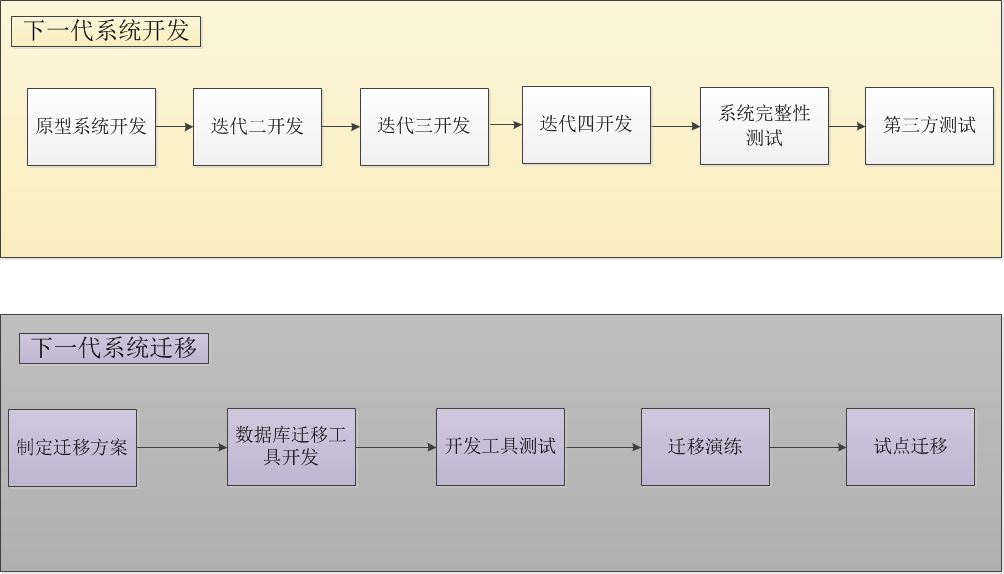 下一代系统开发
原型系统开发
迭代二开发
迭代三开发
迭代四开发
系统完整性
测试
第三方测试
下一代系统迁移
制定迁移方案
数据库迁移工
具开发
开发工具测试
迁移演练
试点迁移